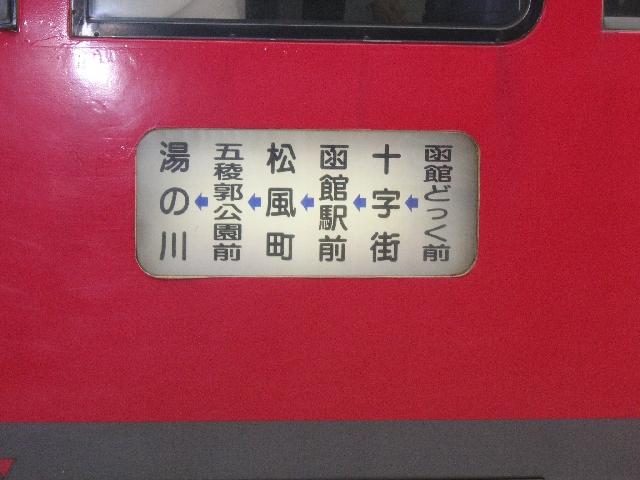 函館どっく前
十字街
函館駅前
松風町
五稜郭公園前
湯の川